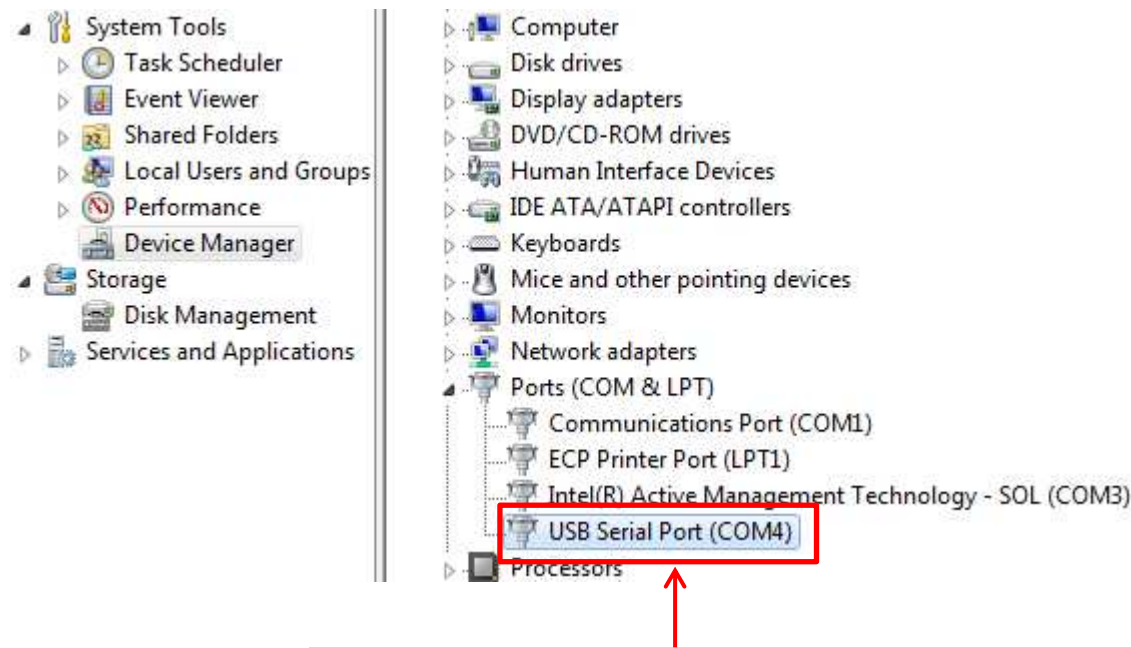 System Tools
Task Scheduler
Event Viewer
Shared Folders
Local Users and Groups
Performance
Device Manager
Storage
Disk Management
Services and Applications
Computer
Disk drives
Display adapters
DVD/CD-ROM drives
Human Interface Devices
IDE ATA/ATAPI controllers
Keyboards
Mice and other pointing devices
Monitors
Network adapters
Ports (COM & LPT)
Communications Port (COM1)
ECP Printer Port (LPT1)
Intel(R) Active Management Technology - SOL (COM3)
USB Serial Port (COM4)
Processors